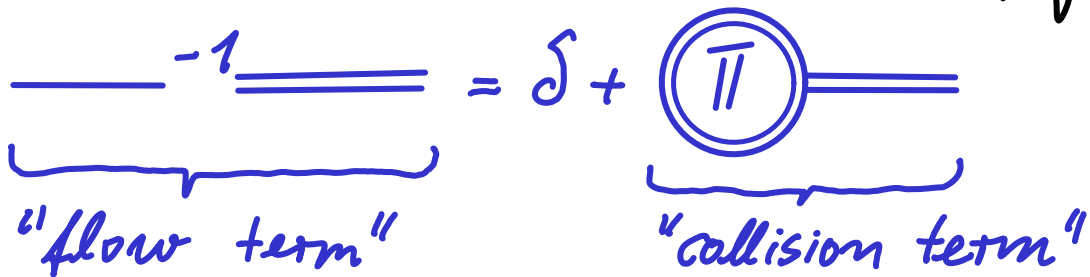 -1 = δ + Π
"flow term" "collision term"